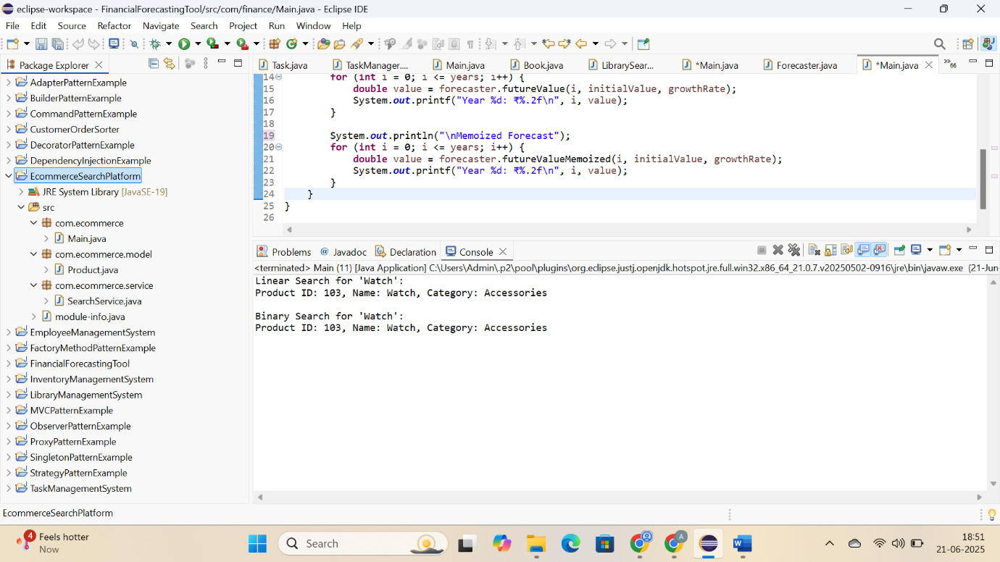 eclipse-workspace - FinancialForecastingTool/src/com/finance/Main.java - Eclipse IDE
File Edit Source Refactor Navigate Search Project Run Window Help
Package Explorer
AdapterPatternExample
BuilderPatternExample
CommandPatternExample
CustomerOrderSorter
DecoratorPatternExample
DependencyInjectionExample
EcommerceSearchPlatform
JRE System Library [JavaSE-19]
src
com.ecommerce
Main.java
com.ecommerce.model
Product.java
com.ecommerce.service
SearchService.java
module-info.java
EmployeeManagementSystem
FactoryMethodPatternExample
FinancialForecastingTool
InventoryManagementSystem
LibraryManagementSystem
MVCPatternExample
ObserverPatternExample
ProxyPatternExample
SingletonPatternExample
StrategyPatternExample
TaskManagementSystem
Task.java TaskManager.... Main.java Book.java LibrarySear... *Main.java Forecaster.java *Main.java »66
14 for (int i = 0; i <= years; i++) {
15 double value = forecaster.futureValue(i, initialValue, growthRate);
16 System.out.printf("Year %d: ₹%.2f\n", i, value);
17 }
18
19 System.out.println("\nMemoized Forecast");
20 for (int i = 0; i <= years; i++) {
21 double value = forecaster.futureValueMemoized(i, initialValue, growthRate);
22 System.out.printf("Year %d: ₹%.2f\n", i, value);
23 }
24 }
25 }
26
Problems @ Javadoc Declaration Console
<terminated> Main (11) [Java Application] C:\Users\Admin\.p2\pool\plugins\org.eclipse.justj.openjdk.hotspot.jre.full.win32.x86_64_21.0.7.v20250502-0916\jre\bin\javaw.exe (21-Jun-
Linear Search for 'Watch':
Product ID: 103, Name: Watch, Category: Accessories
Binary Search for 'Watch':
Product ID: 103, Name: Watch, Category: Accessories
EcommerceSearchPlatform
4 Feels hotter
Now
Search
A
W
18:51
21-06-2025